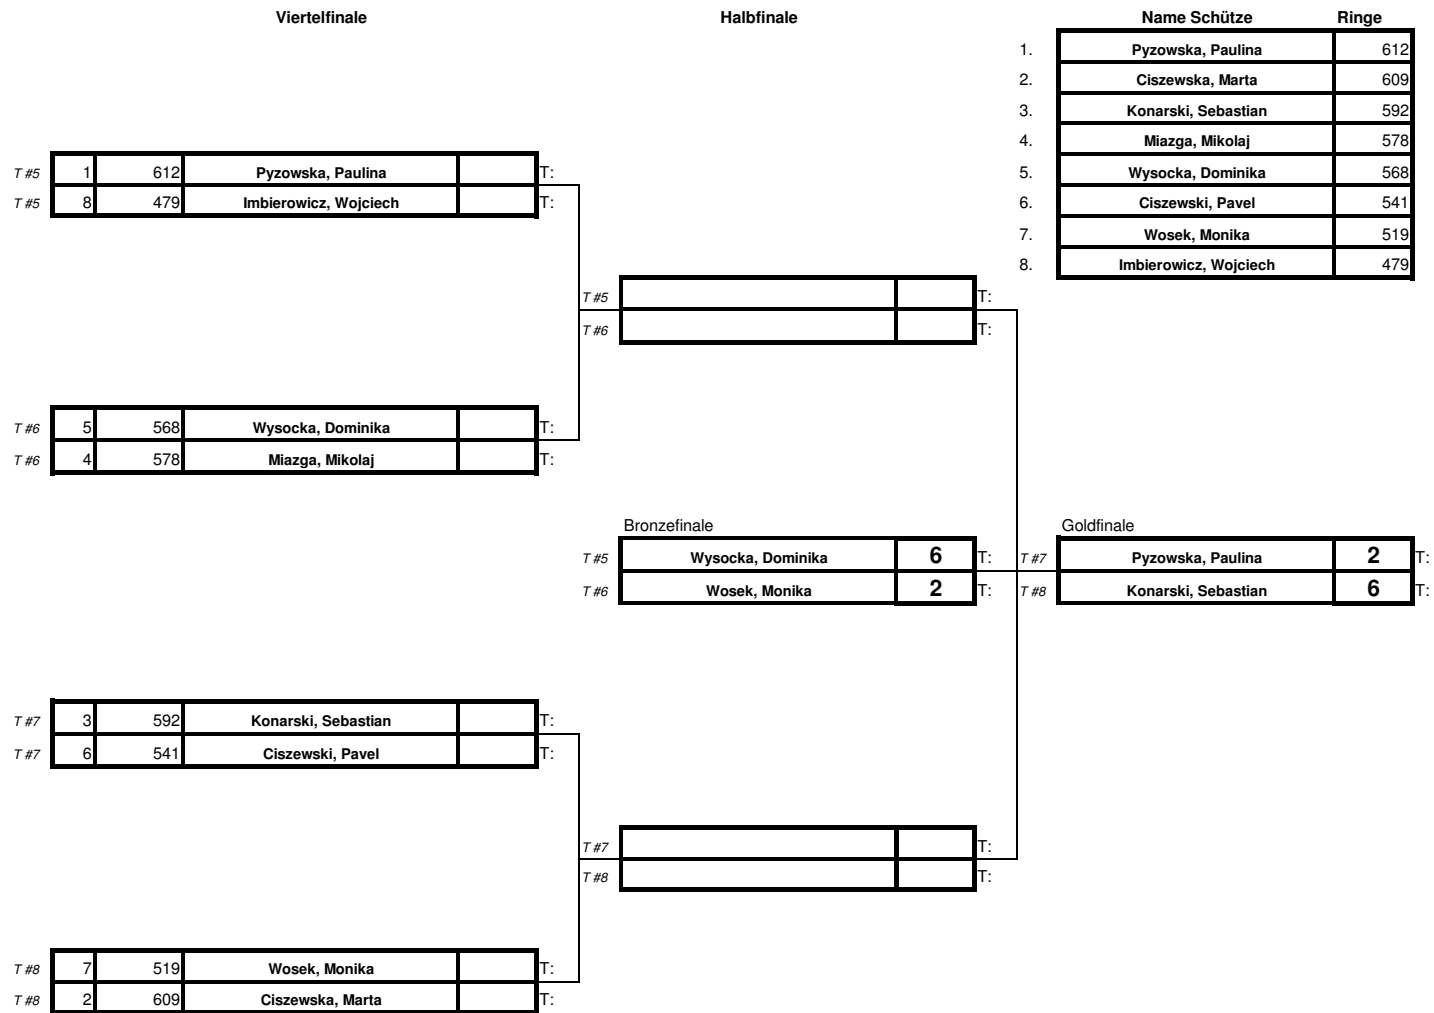 Viertelfinale Halbfinale Name Schütze Ringe
1. Pyzowska, Paulina 612
2. Ciszewska, Marta 609
3. Konarski, Sebastian 592
4. Miazga, Mikolaj 578
T #5 1 612 Pyzowska, Paulina T: 5. Wysocka, Dominika 568
T #5 8 479 Imbierowicz, Wojciech T: 6. Ciszewski, Pavel 541
7. Wosek, Monika 519
8. Imbierowicz, Wojciech 479
T #5 T:
T #6 T:
T #6 5 568 Wysocka, Dominika T:
T #6 4 578 Miazga, Mikolaj T:
Bronzefinale Goldfinale
T #5 Wysocka, Dominika 6 T: T #7 Pyzowska, Paulina 2 T:
T #6 Wosek, Monika 2 T: T #8 Konarski, Sebastian 6 T:
T #7 3 592 Konarski, Sebastian T:
T #7 6 541 Ciszewski, Pavel T:
T #7 T:
T #8 T:
T #8 7 519 Wosek, Monika T:
T #8 2 609 Ciszewska, Marta T: